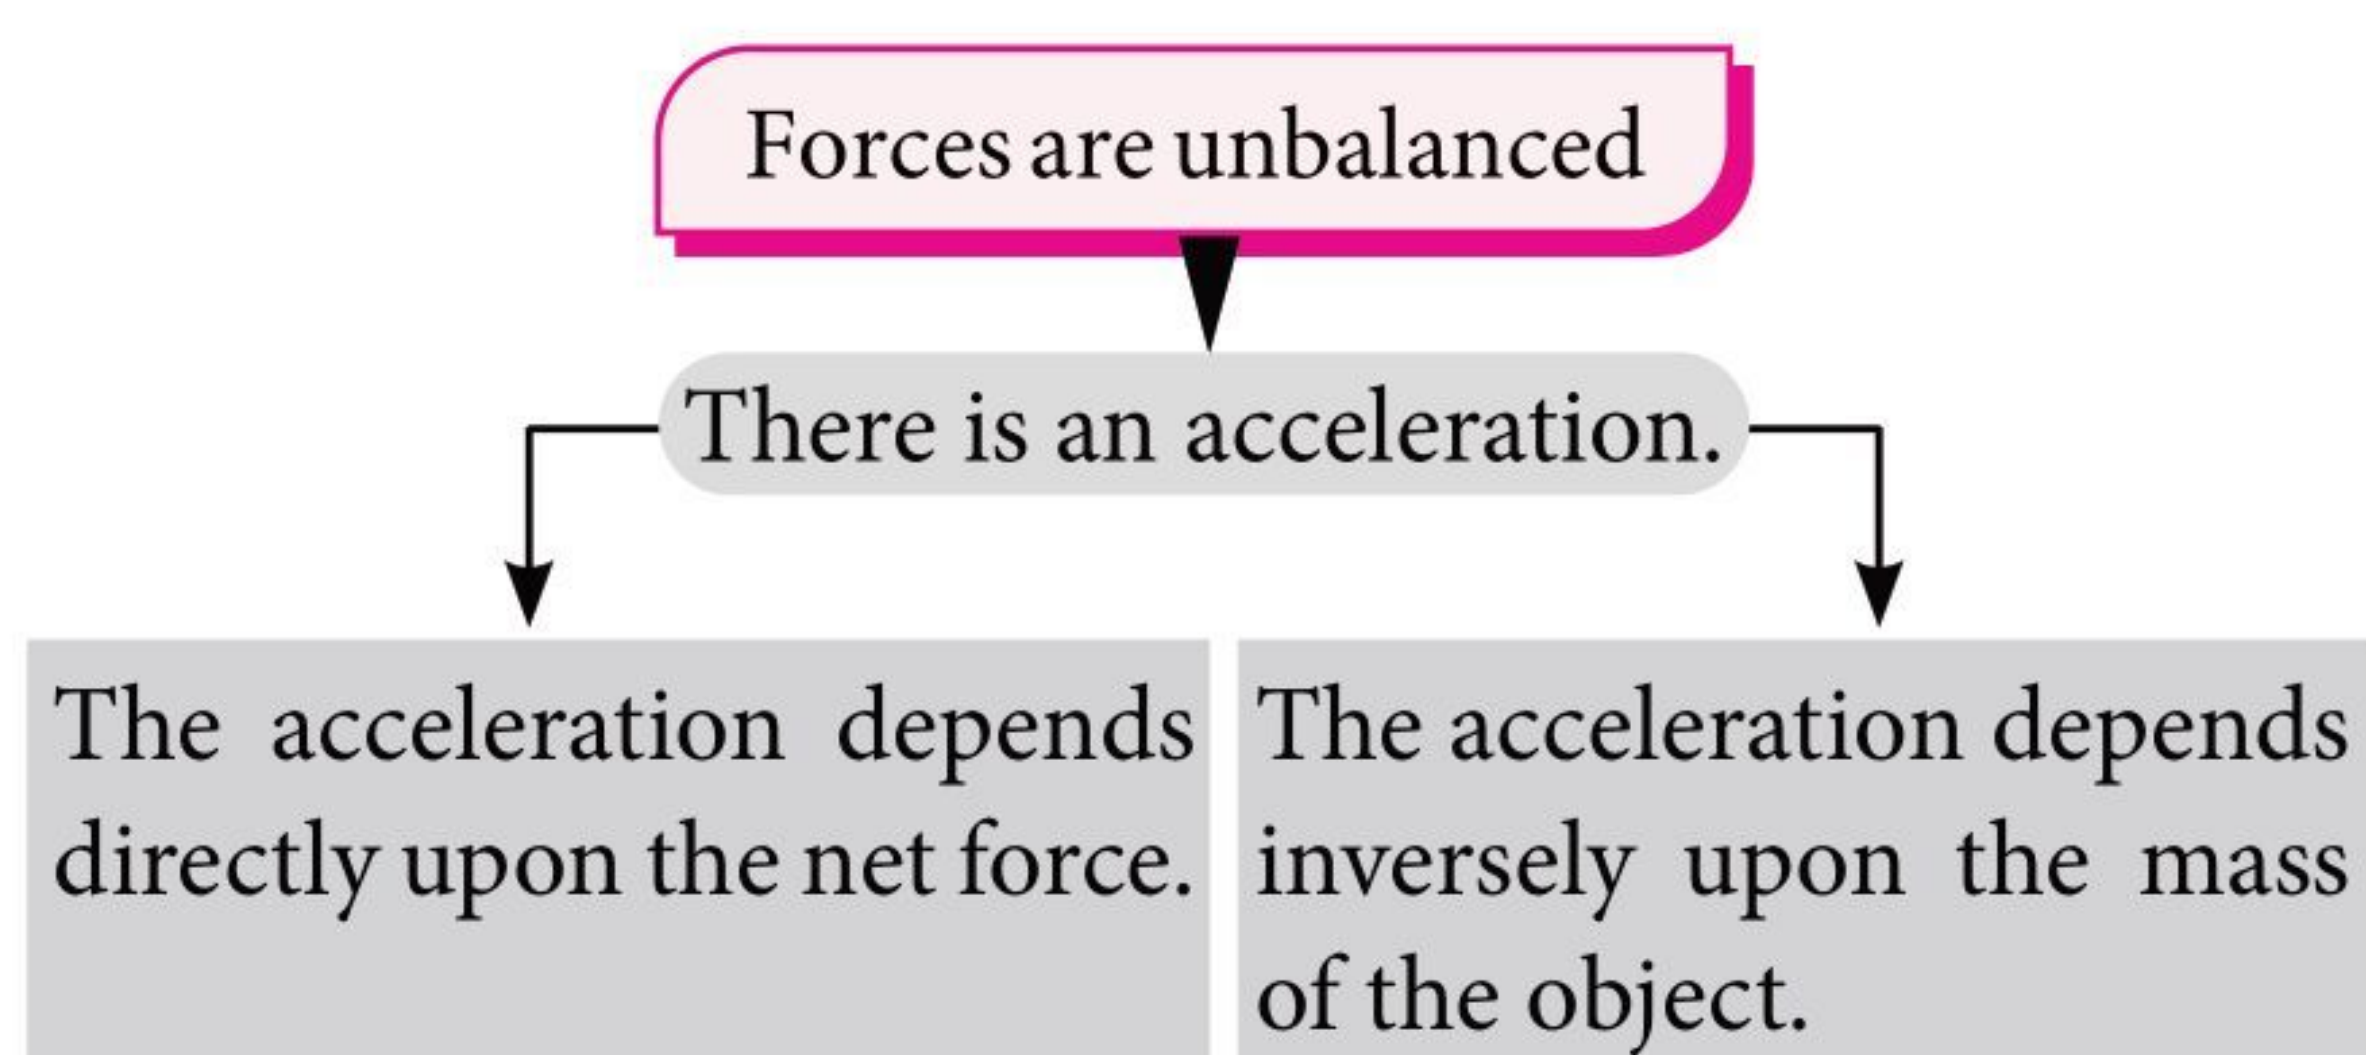 Forces are unbalanced
There is an acceleration.
The acceleration depends
directly upon the net force.
The acceleration depends
inversely upon the mass
of the object.